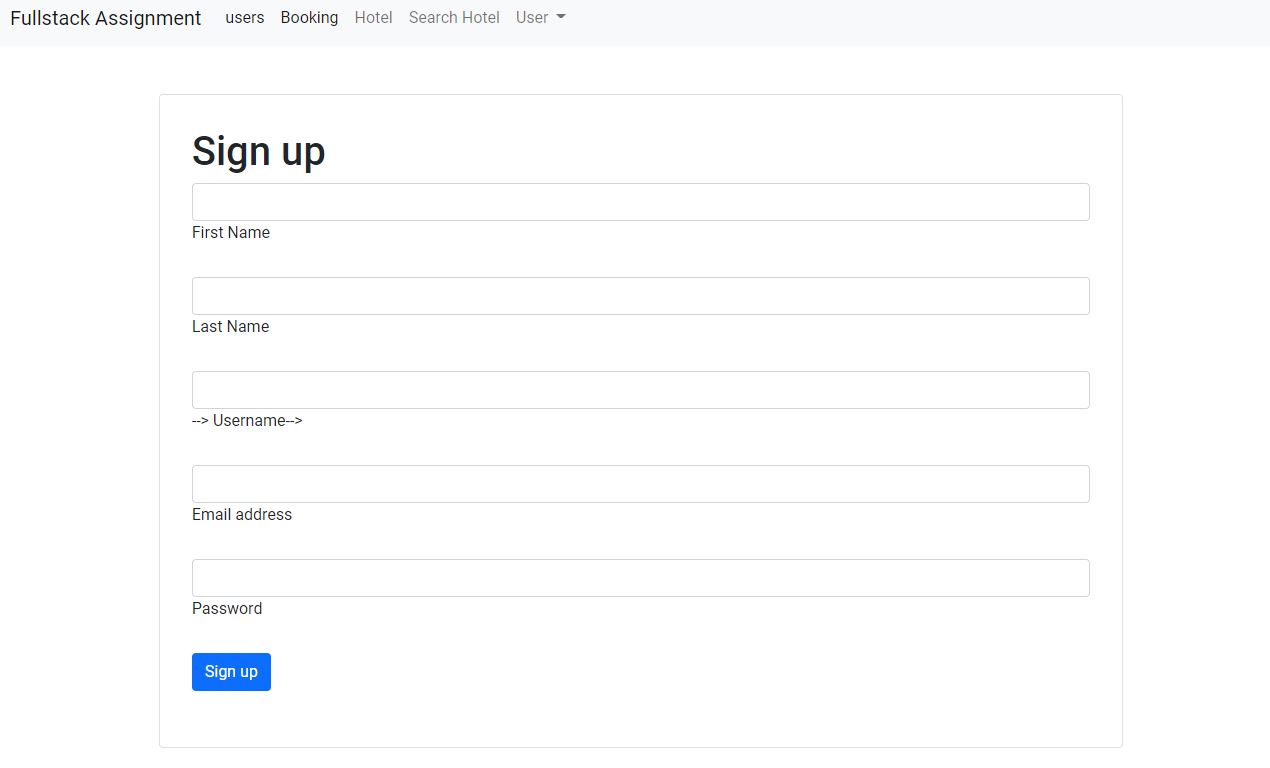 Fullstack Assignment users Booking Hotel Search Hotel User
Sign up
First Name
Last Name
--> Username-->
Email address
Password
Sign up